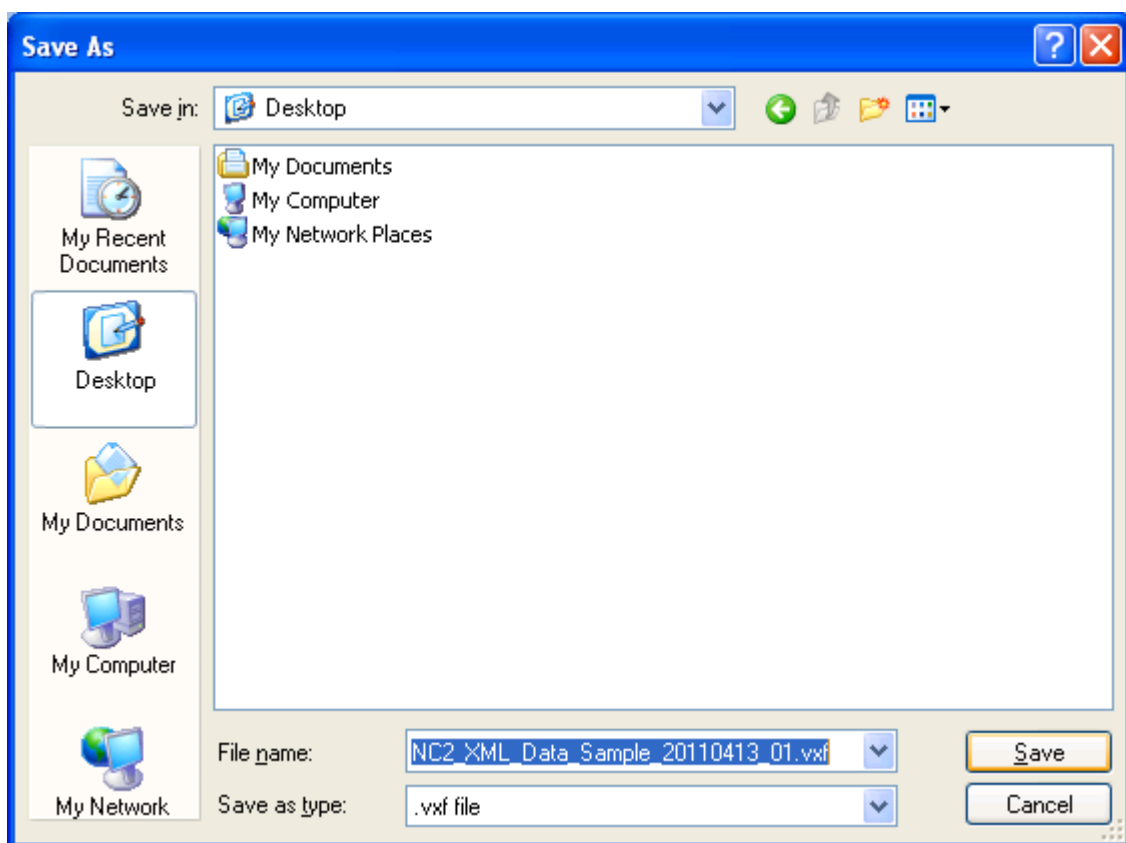 Save As
Save in:
Desktop
My Recent
Documents
Desktop
My Documents
My Computer
My Network
My Documents
My Computer
My Network Places
File name:
NC2_XML_Data_Sample_20110413_01.vxf
Save
Save as type:
.vxf file
Cancel